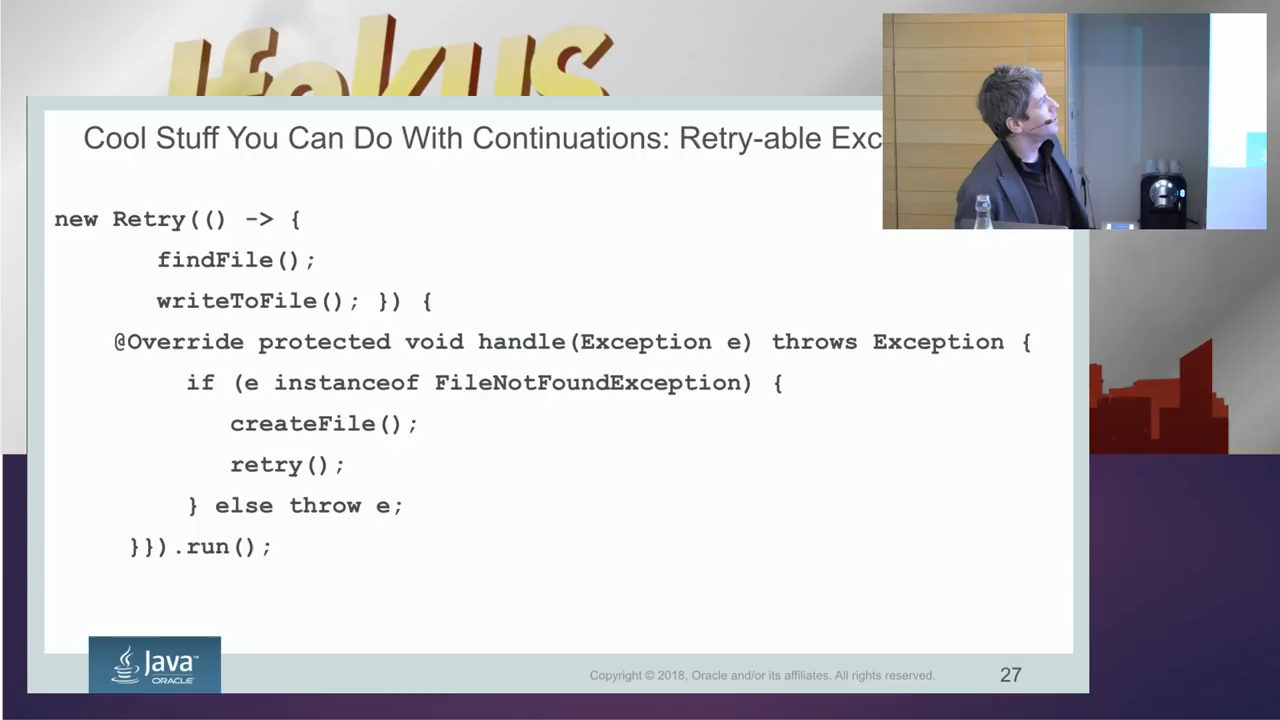 Jfokus
Cool Stuff You Can Do With Continuations: Retry-able Exc
new Retry(() -> {
findFile();
writeToFile(); }) {
@Override protected void handle(Exception e) throws Exception {
if (e instanceof FileNotFoundException) {
createFile();
retry();
} else throw e;
}}).run();
Java™
ORACLE
Copyright © 2018, Oracle and/or its affiliates. All rights reserved.
27